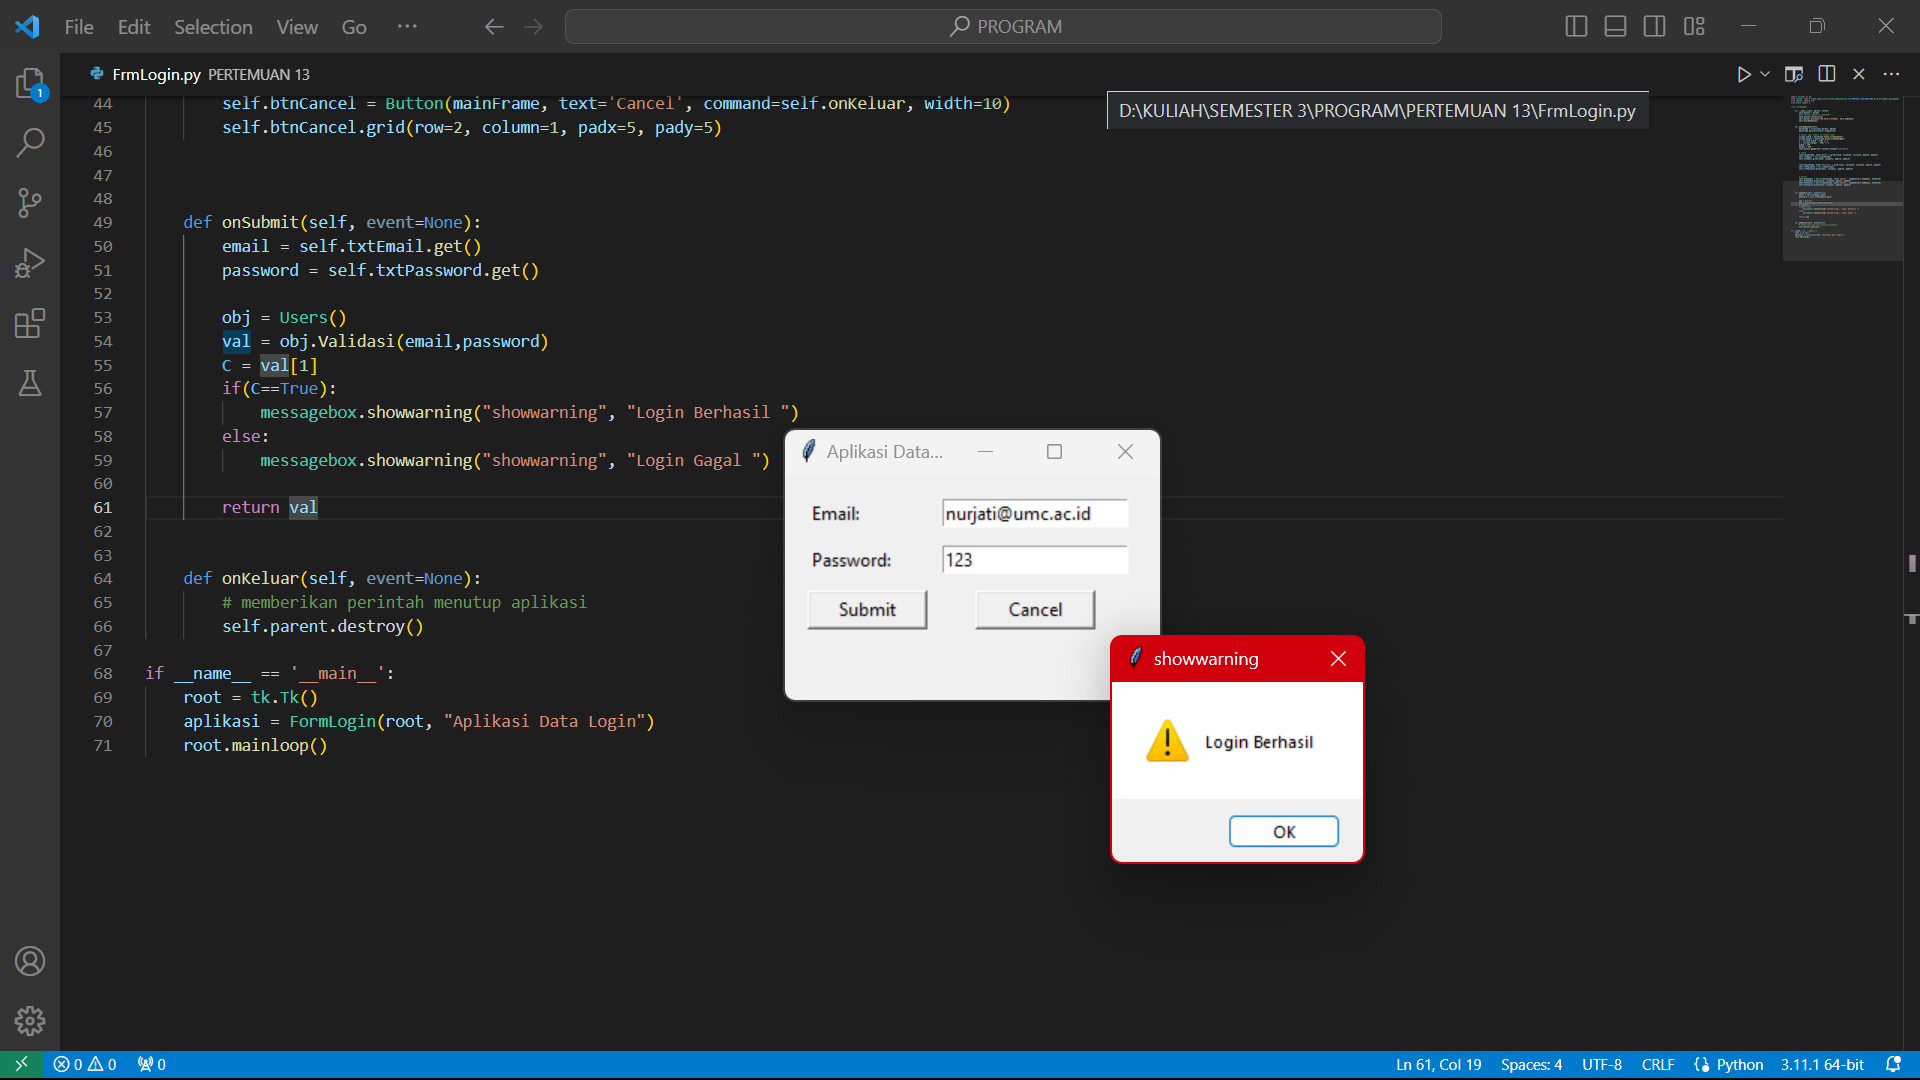 File Edit Selection View Go ··· PROGRAM
FrmLogin.py PERTEMUAN 13
D:\KULIAH\SEMESTER 3\PROGRAM\PERTEMUAN 13\FrmLogin.py
1
44 self.btnCancel = Button(mainFrame, text='Cancel', command=self.onKeluar, width=10)
45 self.btnCancel.grid(row=2, column=1, padx=5, pady=5)
46
47
48
49 def onSubmit(self, event=None):
50 email = self.txtEmail.get()
51 password = self.txtPassword.get()
52
53 obj = Users()
54 val = obj.Validasi(email,password)
55 C = val[1]
56 if(C==True):
57 messagebox.showwarning("showwarning", "Login Berhasil ")
58 else:
59 messagebox.showwarning("showwarning", "Login Gagal ")
60
61 return val
62
63
64 def onKeluar(self, event=None):
65 # memberikan perintah menutup aplikasi
66 self.parent.destroy()
67
68 if __name__ == '__main__':
69 root = tk.Tk()
70 aplikasi = FormLogin(root, "Aplikasi Data Login")
71 root.mainloop()
Aplikasi Data...
Email: nurjati@umc.ac.id
Password: 123
Submit Cancel
showwarning
Login Berhasil
OK
0 0 0 Ln 61, Col 19 Spaces: 4 UTF-8 CRLF Python 3.11.1 64-bit